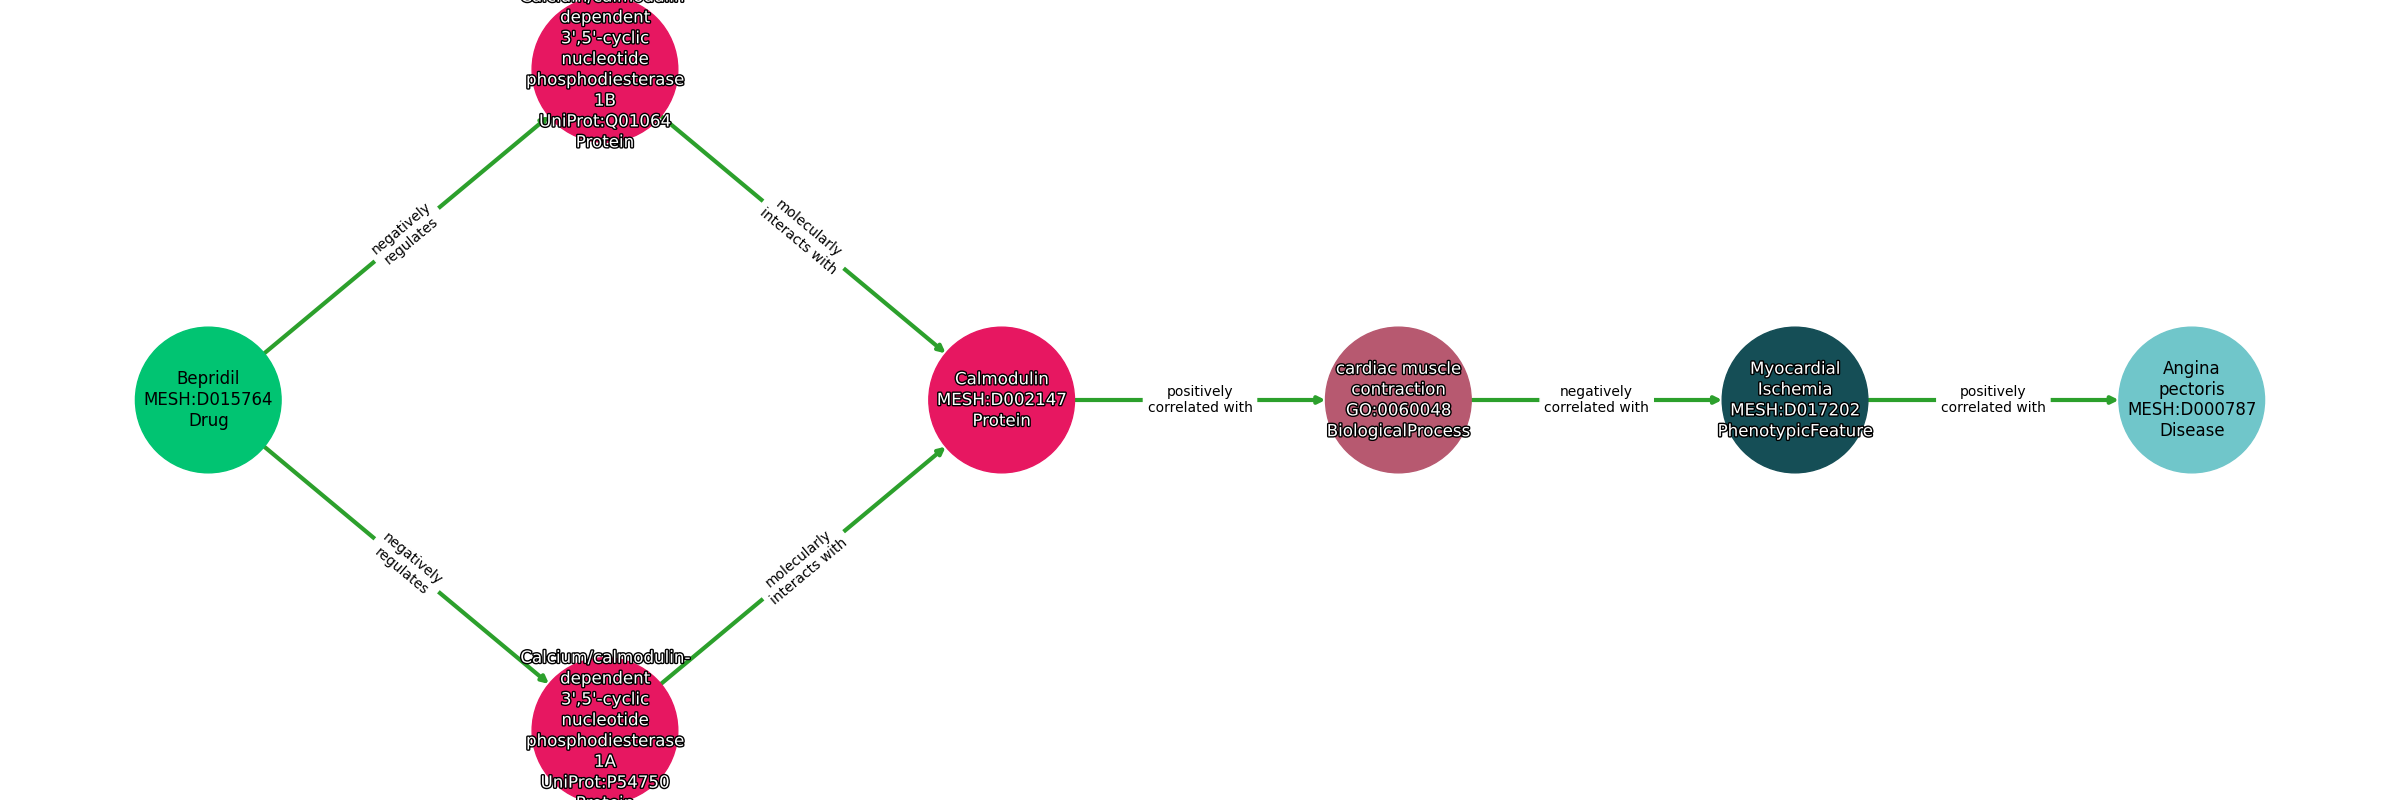 dependent
3',5'-cyclic
nucleotide
phosphodiesterase
1B
UniProt:Q01064
Protein
negatively
regulates
molecularly
interacts with
Bepridil
MESH:D015764
Drug
Calmodulin
MESH:D002147
Protein
positively
correlated with
cardiac muscle
contraction
GO:0060048
BiologicalProcess
negatively
correlated with
Myocardial
Ischemia
MESH:D017202
PhenotypicFeature
positively
correlated with
Angina
pectoris
MESH:D000787
Disease
negatively
regulates
molecularly
interacts with
Calcium/calmodulin-
dependent
3',5'-cyclic
nucleotide
phosphodiesterase
1A
UniProt:P54750
Protein